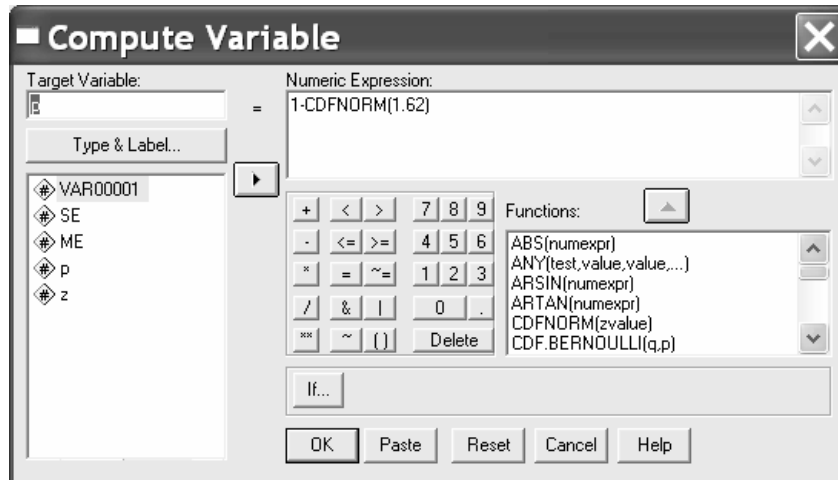 Compute Variable
Target Variable:
=
Type & Label...
# VAR00001
# SE
# ME
# p
# z
Numeric Expression:
1-CDFNORM(1.62)
+ < > 7 8 9
- <= >= 4 5 6
* = ~= 1 2 3
/ & | 0 .
** ~ ( ) Delete
Functions:
ABS(numexpr)
ANY(test,value,value,...)
ARSIN(numexpr)
ARTAN(numexpr)
CDFNORM(zvalue)
CDF.BERNOULLI(q,p)
If...
OK Paste Reset Cancel Help